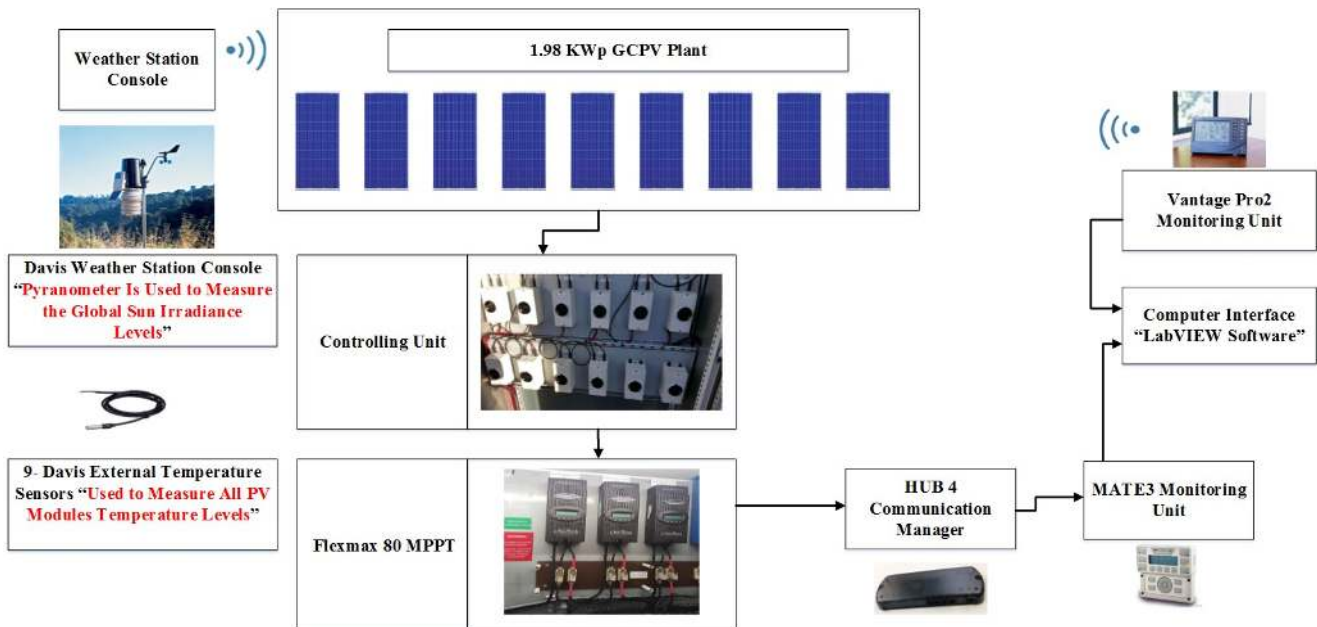 Weather Station
Console
1.98 KWp GCPV Plant
Davis Weather Station Console
“Pyranometer Is Used to Measure
the Global Sun Irradiance
Levels”
9- Davis External Temperature
Sensors “Used to Measure All PV
Modules Temperature Levels”
Controlling Unit
Flexmax 80 MPPT
HUB 4
Communication
Manager
MATE3 Monitoring
Unit
Vantage Pro2
Monitoring Unit
Computer Interface
“LabVIEW Software”